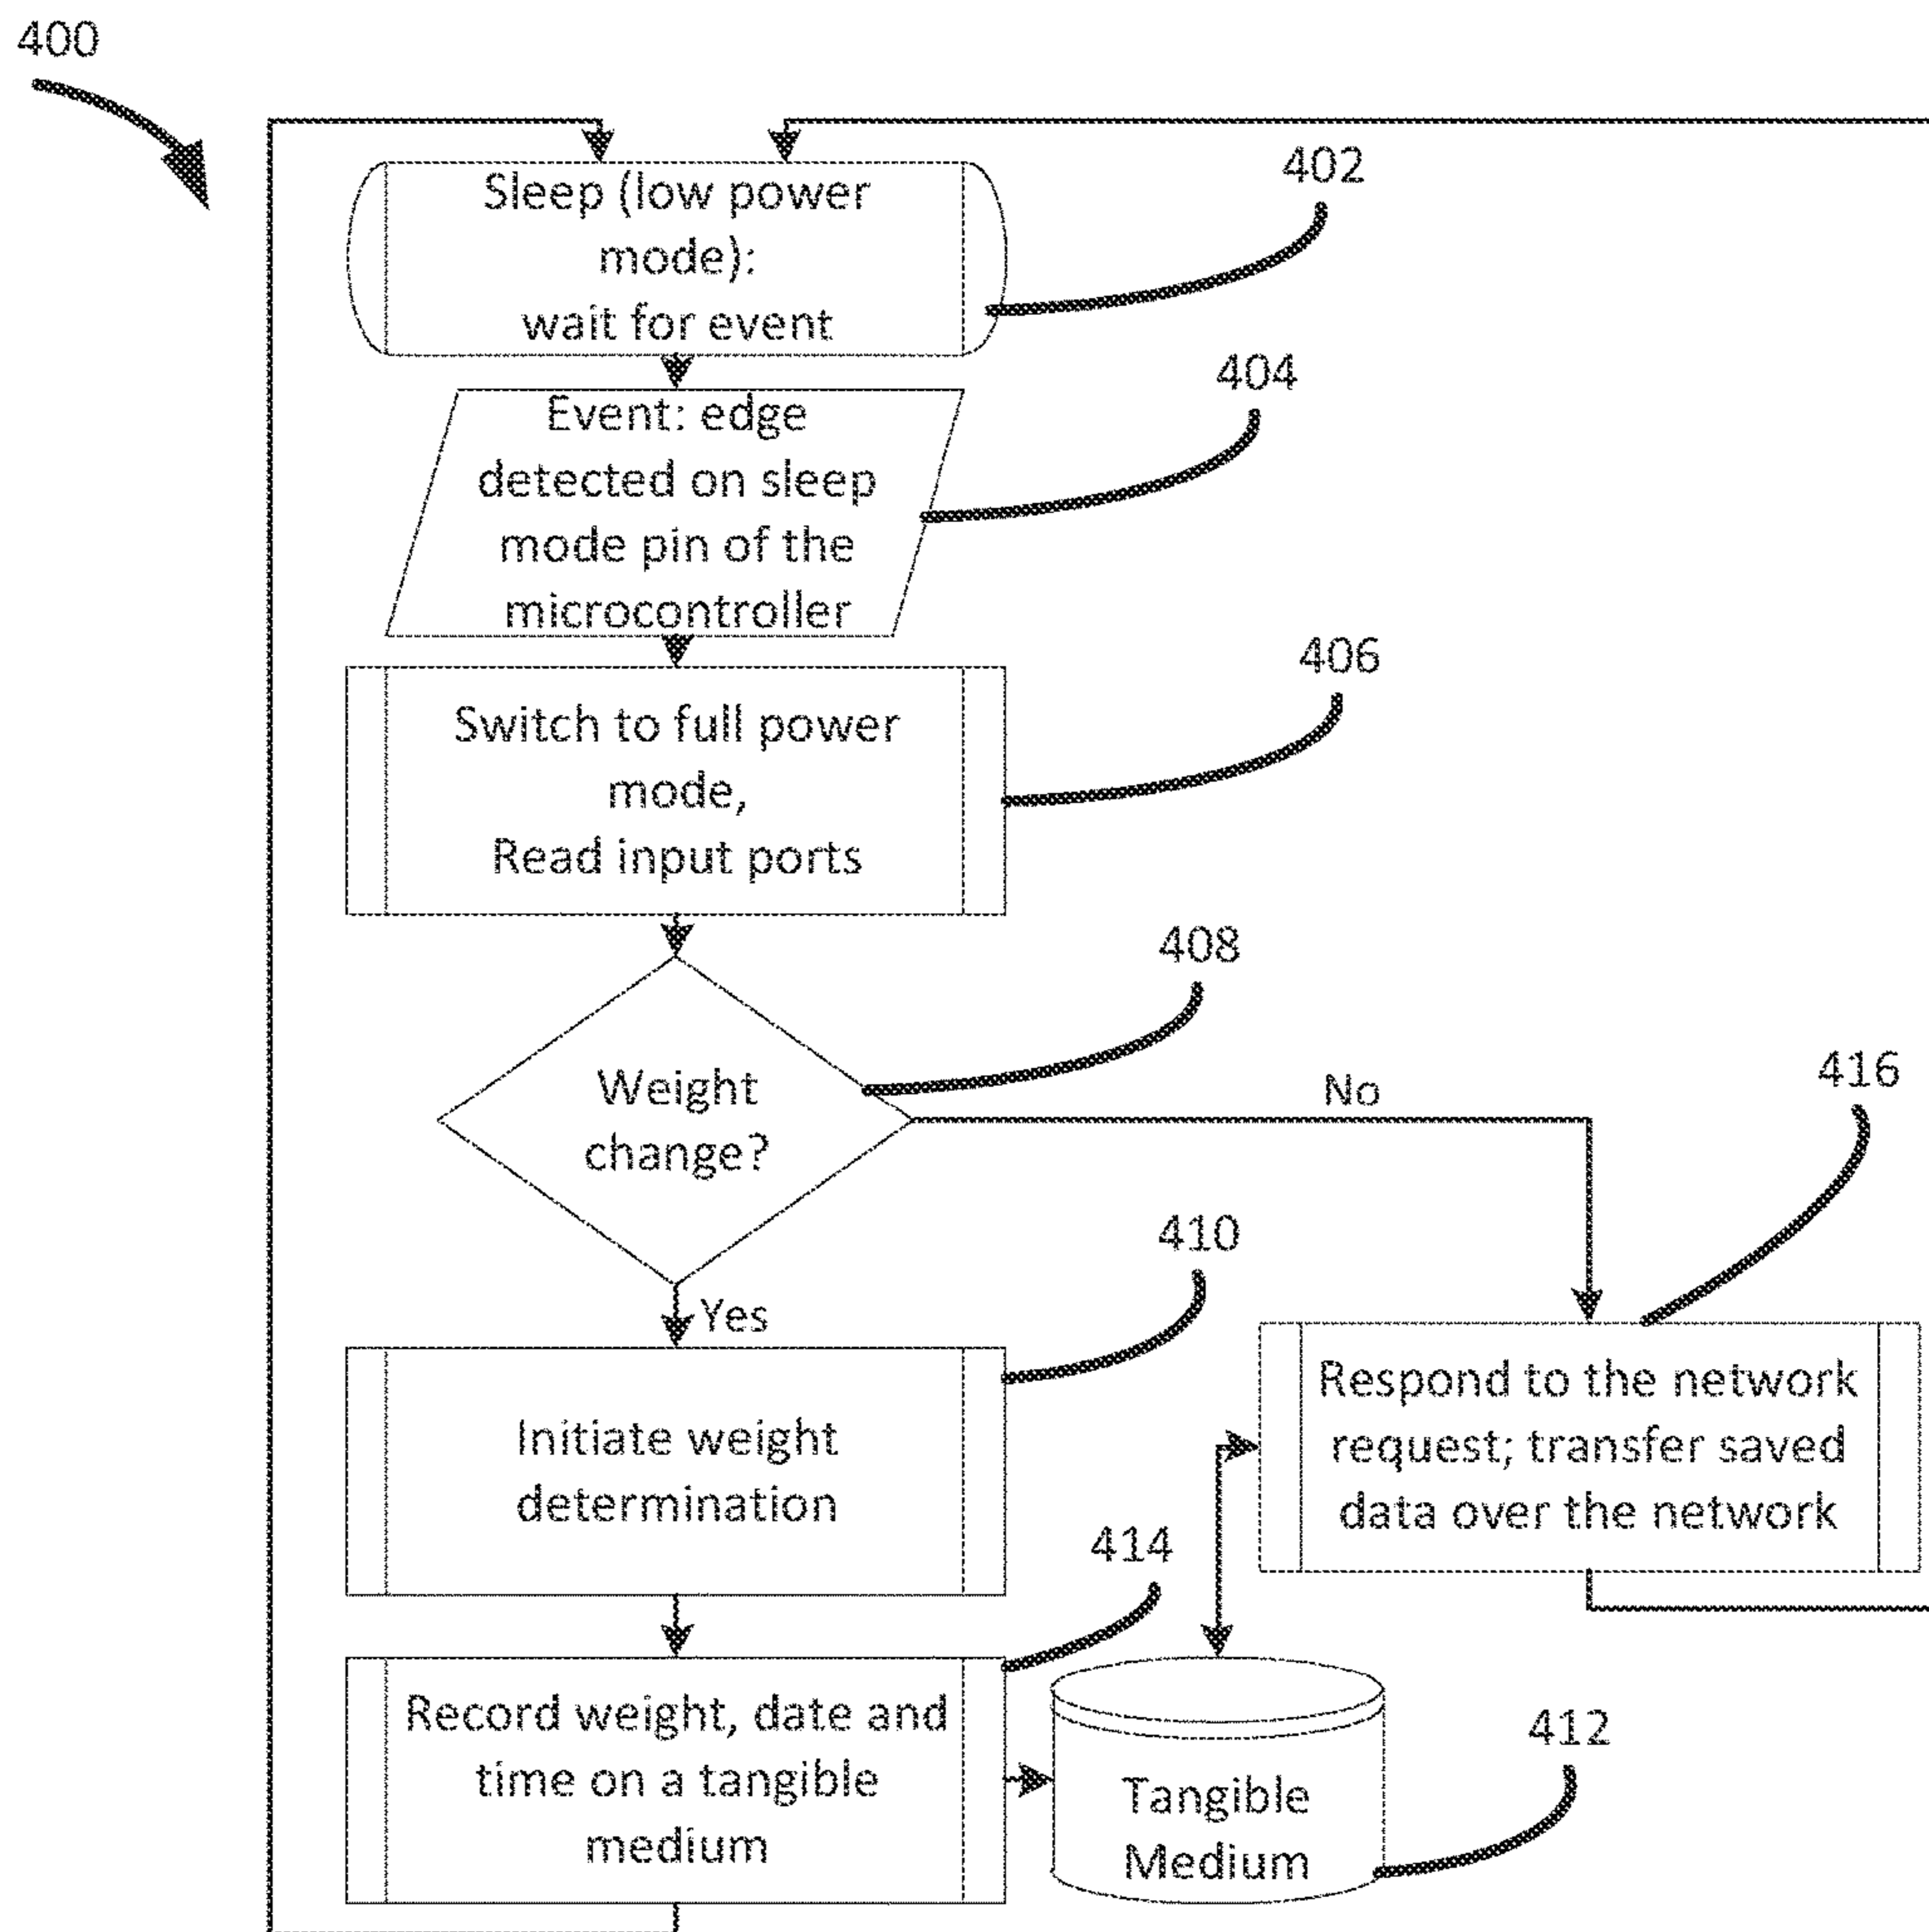 400
402
Sleep (low power
mode):
wait for event
404
Event: edge
detected on sleep
mode pin of the
microcontroller
406
Switch to full power
mode,
Read input ports
408
Weight
change?
No
416
Yes
410
Initiate weight
determination
Respond to the network
request; transfer saved
data over the network
414
Record weight, date and
time on a tangible
medium
412
Tangible
Medium